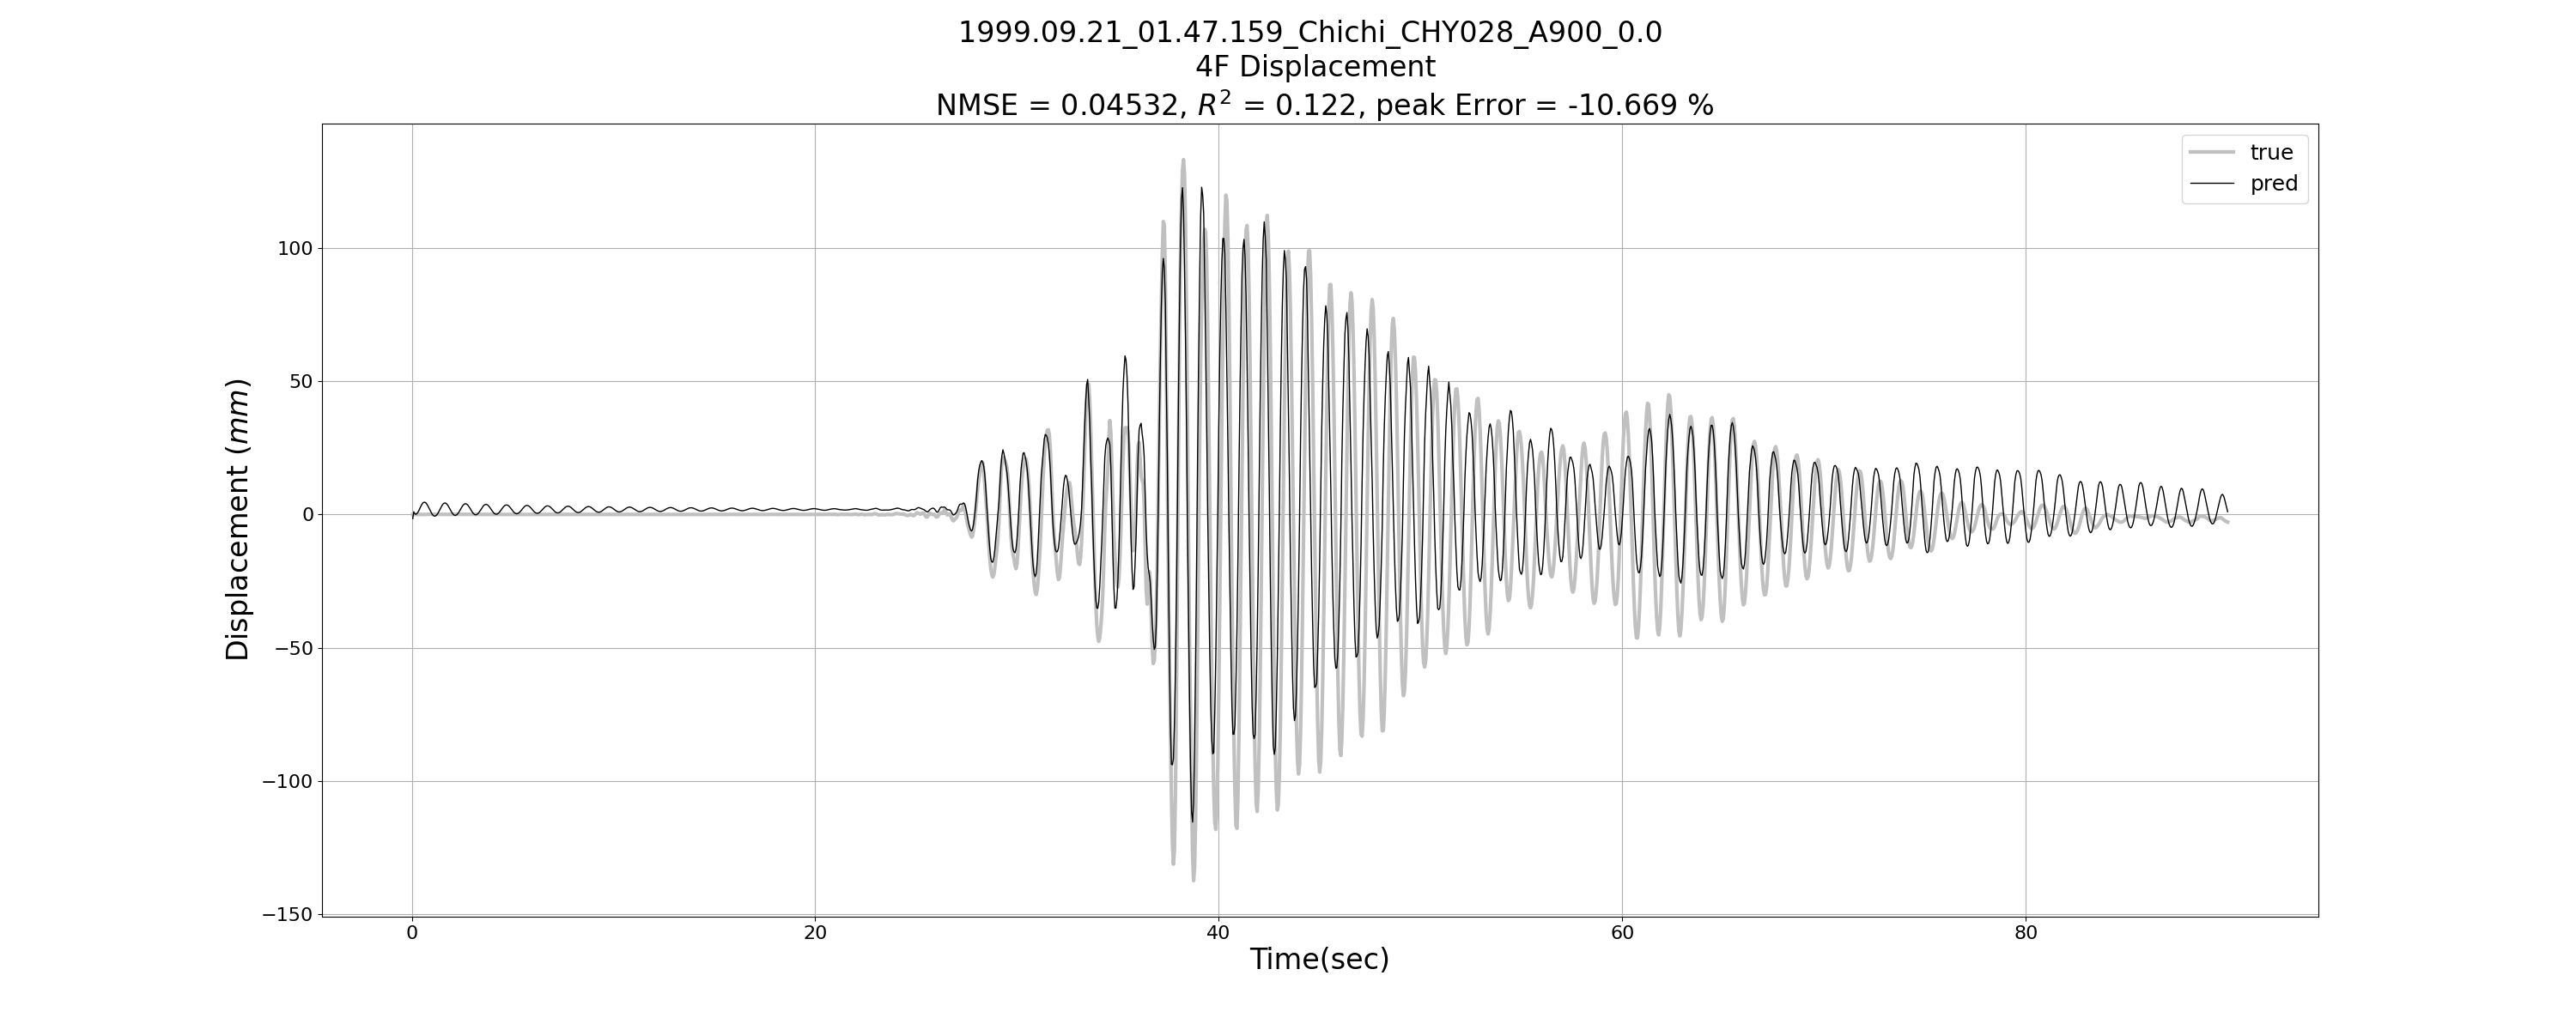 1999.09.21_01.47.159_Chichi_CHY028_A900_0.0
4F Displacement
NMSE = 0.04532, R² = 0.122, peak Error = -10.669 %
true
pred
Displacement (mm)
100
50
0
−50
−100
−150
0
20
40
60
80
Time(sec)